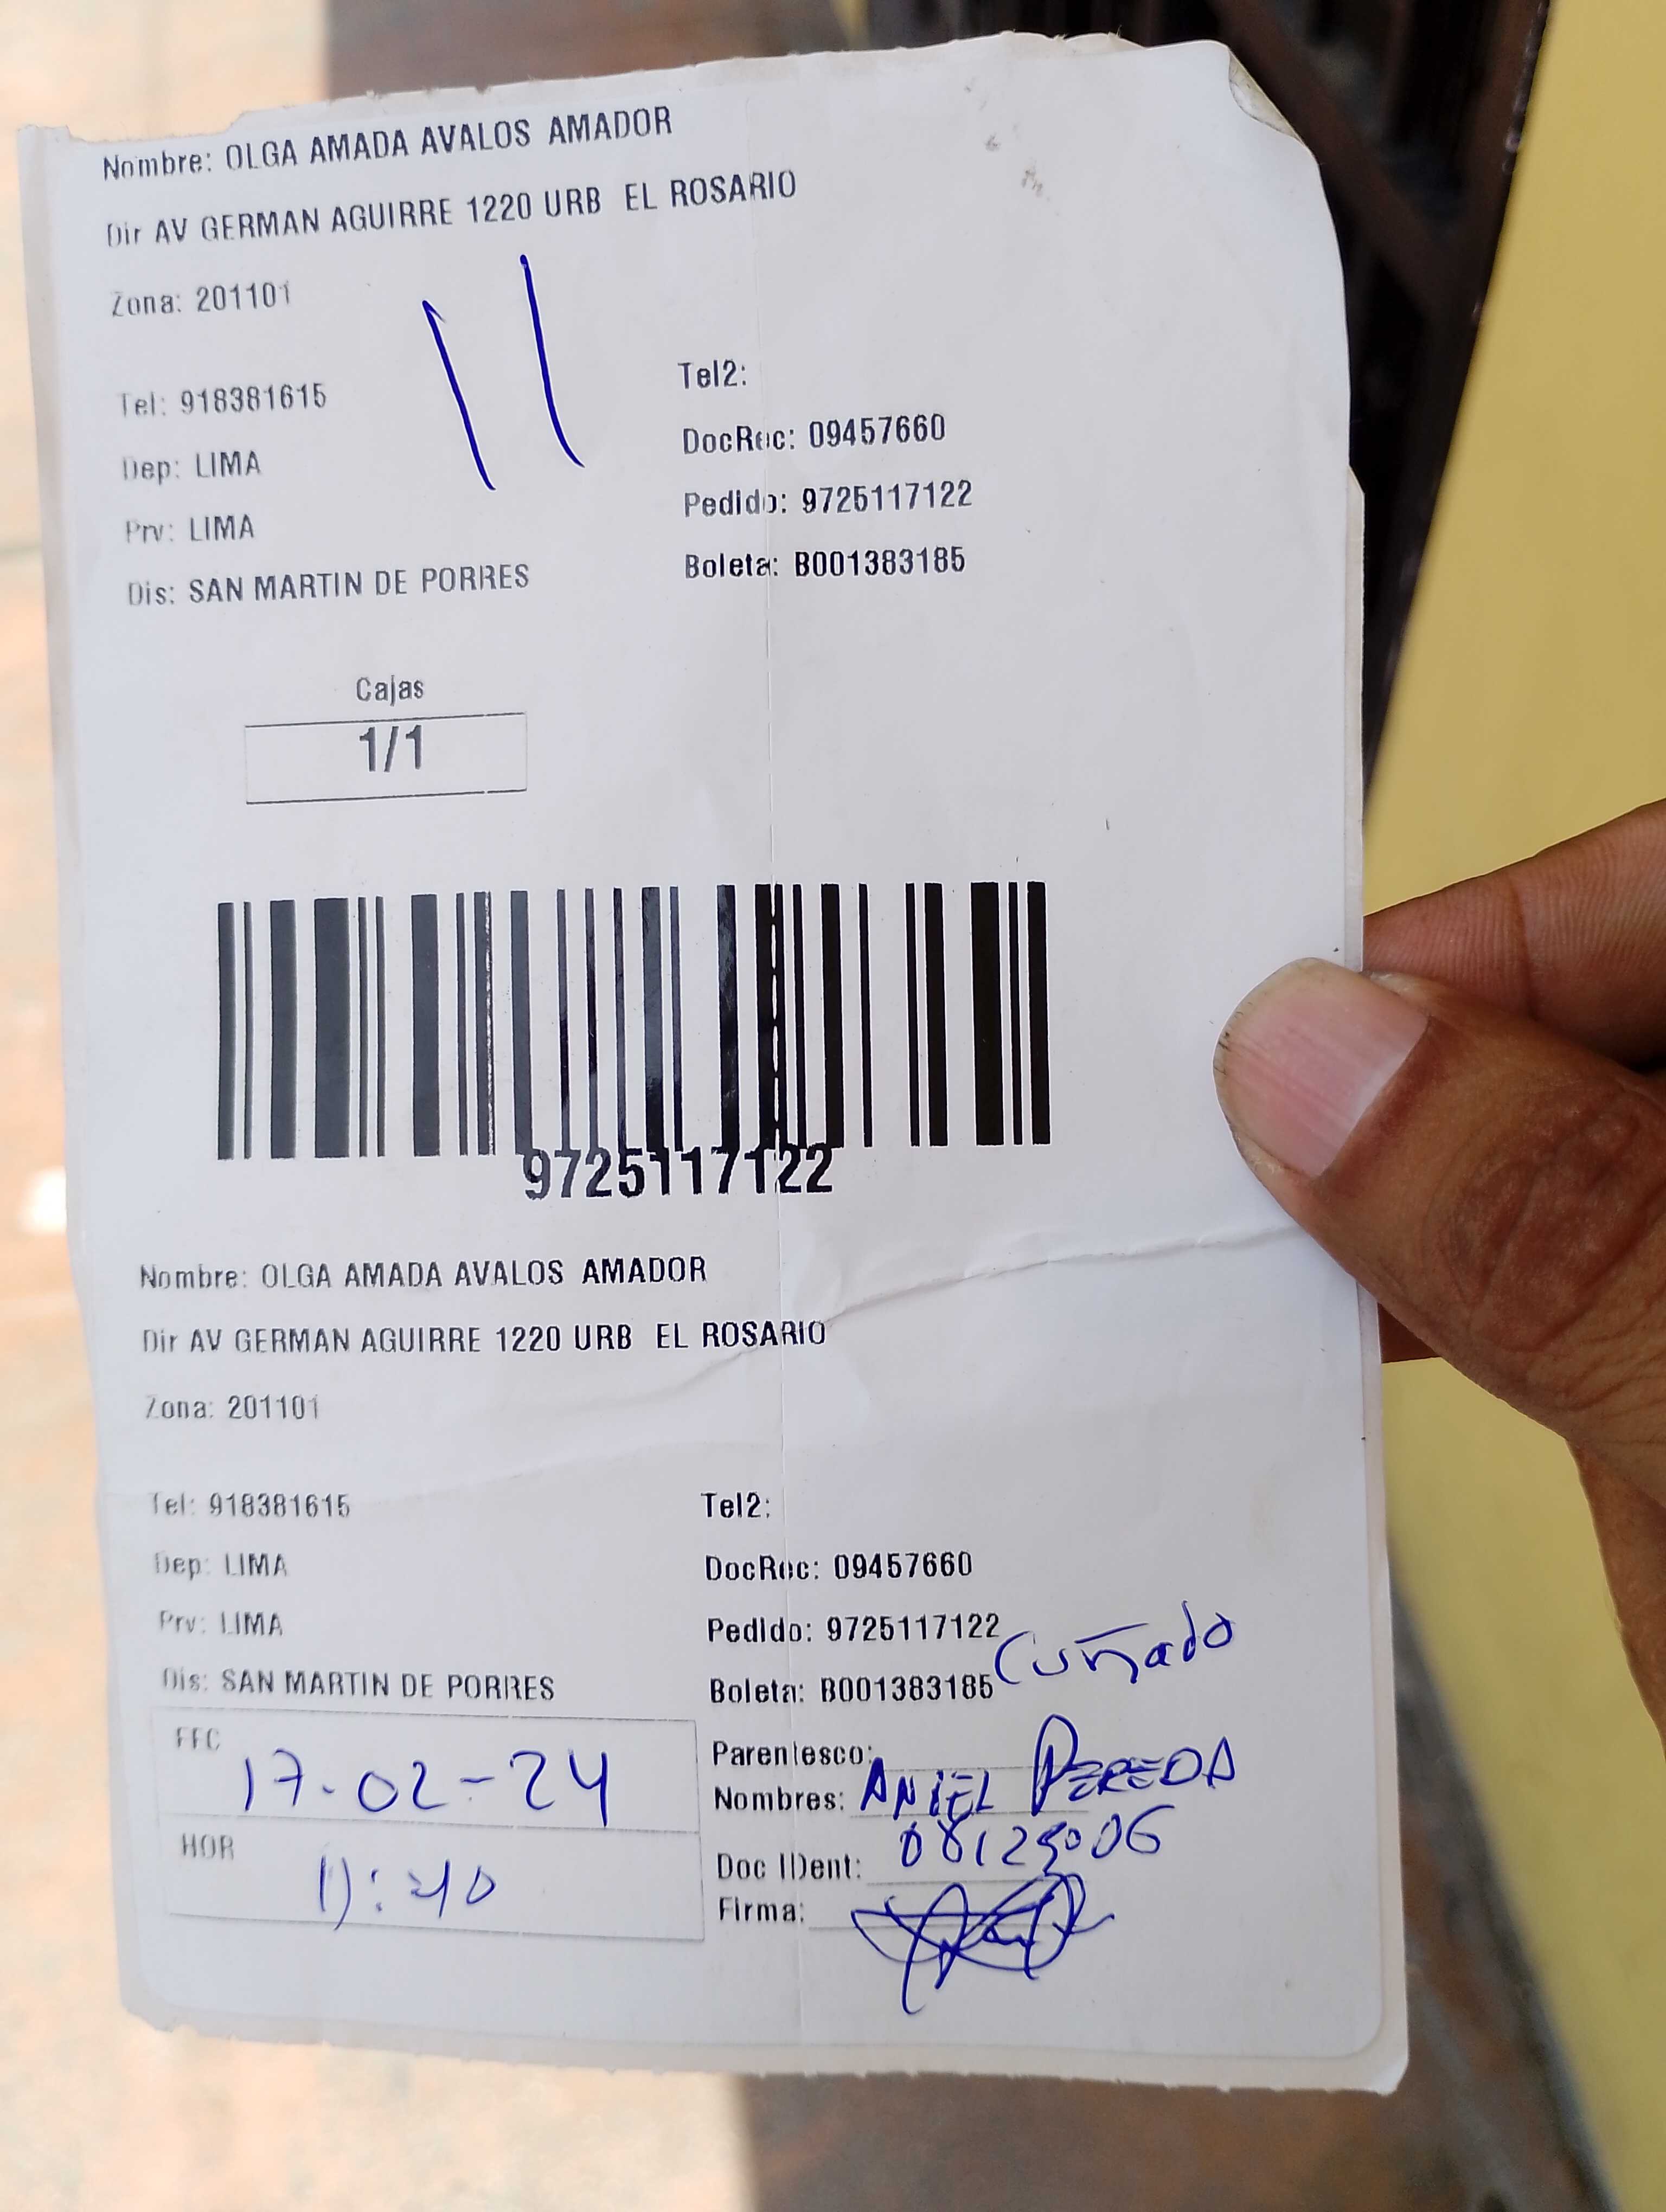 Nombre: OLGA AMADA AVALOS AMADOR
Dir AV GERMAN AGUIRRE 1220 URB EL ROSARIO
Zona: 201101
11
Tel: 918381615
Tel2:
Dep: LIMA
DocRec: 09457660
Prv: LIMA
Pedido: 9725117122
Dis: SAN MARTIN DE PORRES
Boleta: B001383185
Cajas
1/1
9725117122
Nombre: OLGA AMADA AVALOS AMADOR
Dir AV GERMAN AGUIRRE 1220 URB EL ROSARIO
Zona: 201101
Tel: 918381615
Tel2:
Dep: LIMA
DocRec: 09457660
Prv: LIMA
Pedido: 9725117122
Dis: SAN MARTIN DE PORRES
Boleta: B001383185
Cuñado
FEC 17-02-24
Parentesco:
Nombres: PEREDA
HOR 11:40
Doc IDent:
Firma: